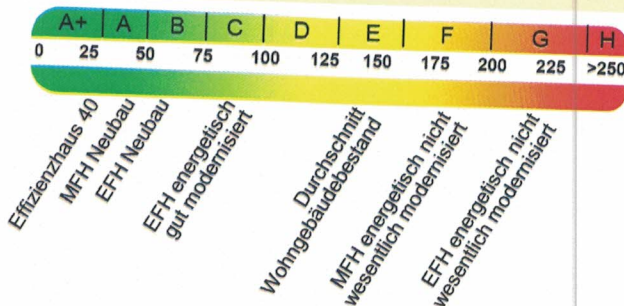 A+ A B C D E F G H
0 25 50 75 100 125 150 175 200 225 >250
Effizienzhaus 40
MFH Neubau
EFH Neubau
EFH energetisch
gut modernisiert
Durchschnitt
Wohngebäudebestand
MFH energetisch nicht
wesentlich modernisiert
EFH energetisch nicht
wesentlich modernisiert